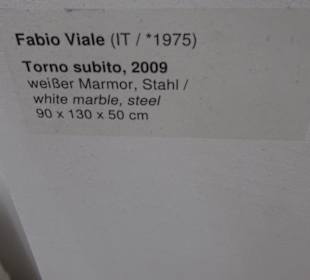 Fabio Viale (IT / *1975)
Torno subito, 2009
weißer Marmor, Stahl /
white marble, steel
90 x 130 x 50 cm